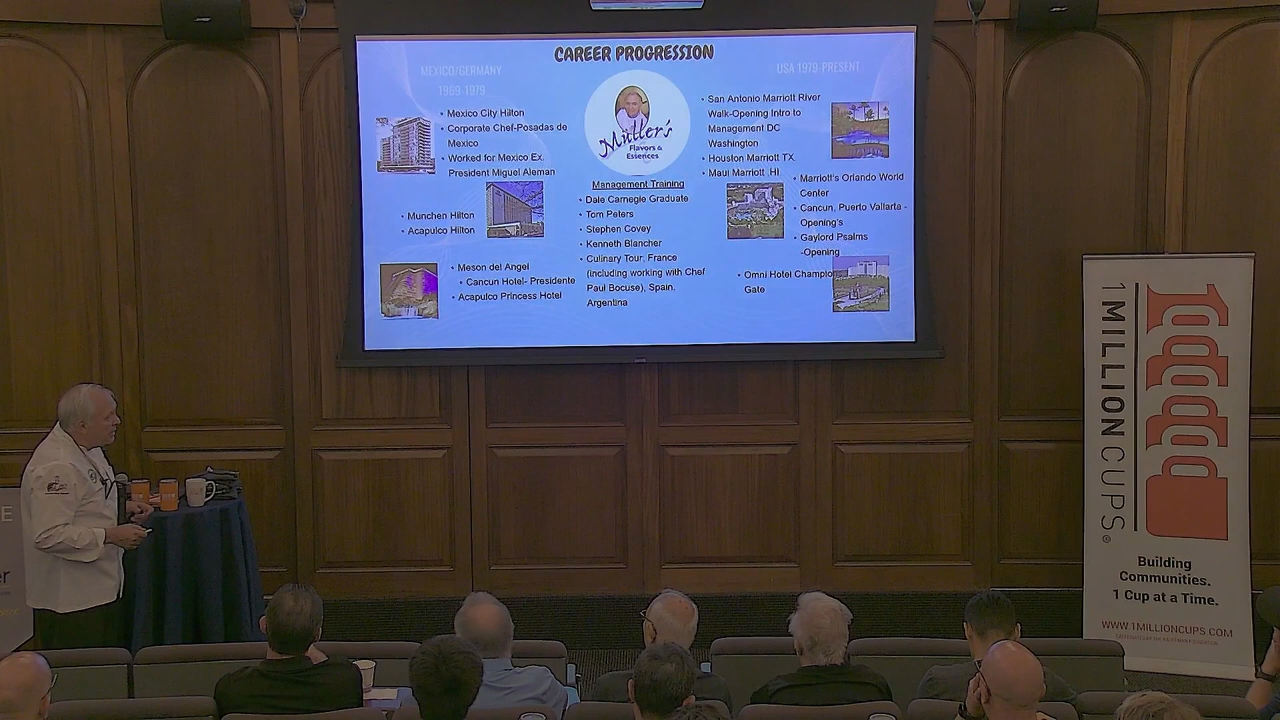 CAREER PROGRESSION
MEXICO/GERMANY
1969-1979
• Mexico City Hilton
• Corporate Chef-Posadas de
Mexico
• Worked for Mexico Ex.
President Miguel Aleman
• Munchen Hilton
• Acapulco Hilton
• Meson del Angel
• Cancun Hotel- Presidente
• Acapulco Princess Hotel
Müller's
Flavors &
Essences
Management Training
• Dale Carnegie Graduate
• Tom Peters
• Stephen Covey
• Kenneth Blancher
• Culinary Tour, France
(including working with Chef
Paul Bocuse), Spain,
Argentina
USA 1979-PRESENT
• San Antonio Marriott River
Walk-Opening Intro to
Management DC
Washington
• Houston Marriott TX,
• Maui Marriott HI
• Marriott's Orlando World
Center
• Cancun, Puerto Vallarta -
Opening's
• Gaylord Psalms
-Opening
• Omni Hotel Champio
Gate
1MILLIONCUPS®
Building
Communities.
1 Cup at a Time.
WWW.1MILLIONCUPS.COM
E
er